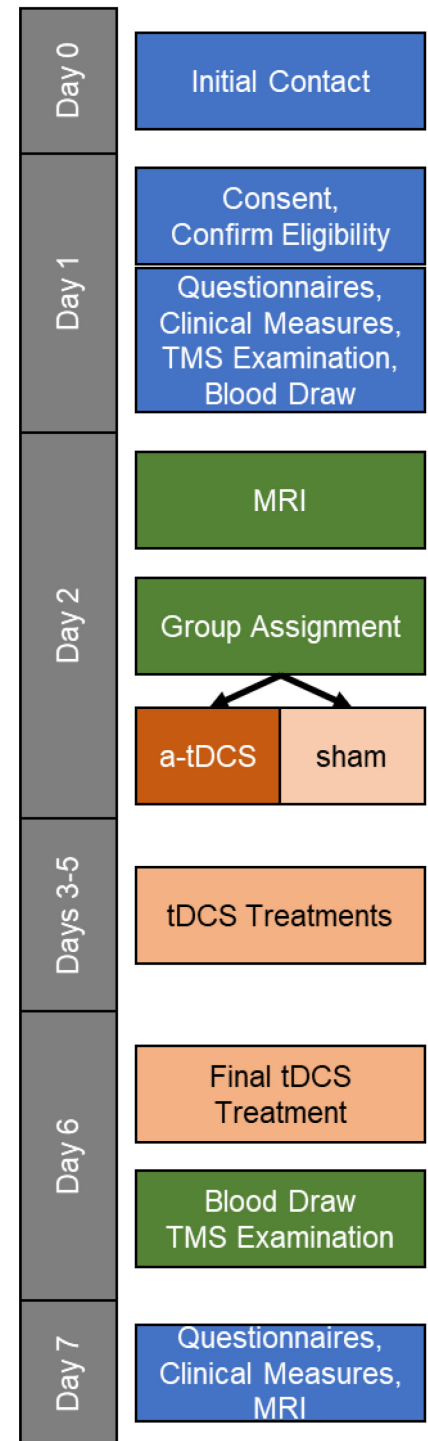 Day 0
Initial Contact
Day 1
Consent,
Confirm Eligibility
Questionnaires,
Clinical Measures,
TMS Examination,
Blood Draw
Day 2
MRI
Group Assignment
a-tDCS
sham
Days 3-5
tDCS Treatments
Day 6
Final tDCS
Treatment
Blood Draw
TMS Examination
Day 7
Questionnaires,
Clinical Measures,
MRI